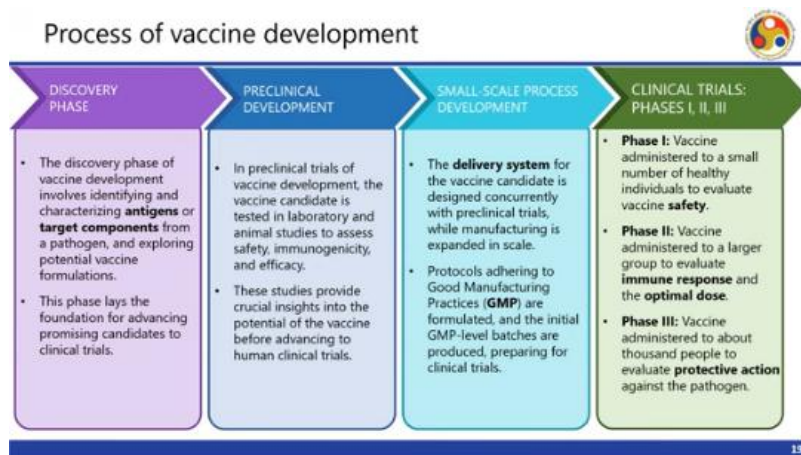 Process of vaccine development
DISCOVERY
PHASE
• The discovery phase of
vaccine development
involves identifying and
characterizing antigens or
target components from
a pathogen, and exploring
potential vaccine
formulations.
• This phase lays the
foundation for advancing
promising candidates to
clinical trials.
PRECLINICAL
DEVELOPMENT
• In preclinical trials of
vaccine development, the
vaccine candidate is
tested in laboratory and
animal studies to assess
safety, immunogenicity,
and efficacy.
• These studies provide
crucial insights into the
potential of the vaccine
before advancing to
human clinical trials.
SMALL-SCALE PROCESS
DEVELOPMENT
• The delivery system for
the vaccine candidate is
designed concurrently
with preclinical trials,
while manufacturing is
expanded in scale.
• Protocols adhering to
Good Manufacturing
Practices (GMP) are
formulated, and the initial
GMP-level batches are
produced, preparing for
clinical trials.
CLINICAL TRIALS:
PHASES I, II, III
• Phase I: Vaccine
administered to a small
number of healthy
individuals to evaluate
vaccine safety.
• Phase II: Vaccine
administered to a larger
group to evaluate
immune response and
the optimal dose.
• Phase III: Vaccine
administered to about
thousand people to
evaluate protective action
against the pathogen.